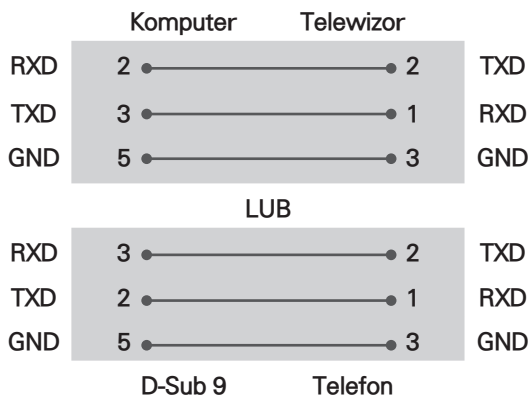 Komputer Telewizor
RXD 2 2 TXD
TXD 3 1 RXD
GND 5 3 GND
LUB
RXD 3 2 TXD
TXD 2 1 RXD
GND 5 3 GND
D-Sub 9 Telefon